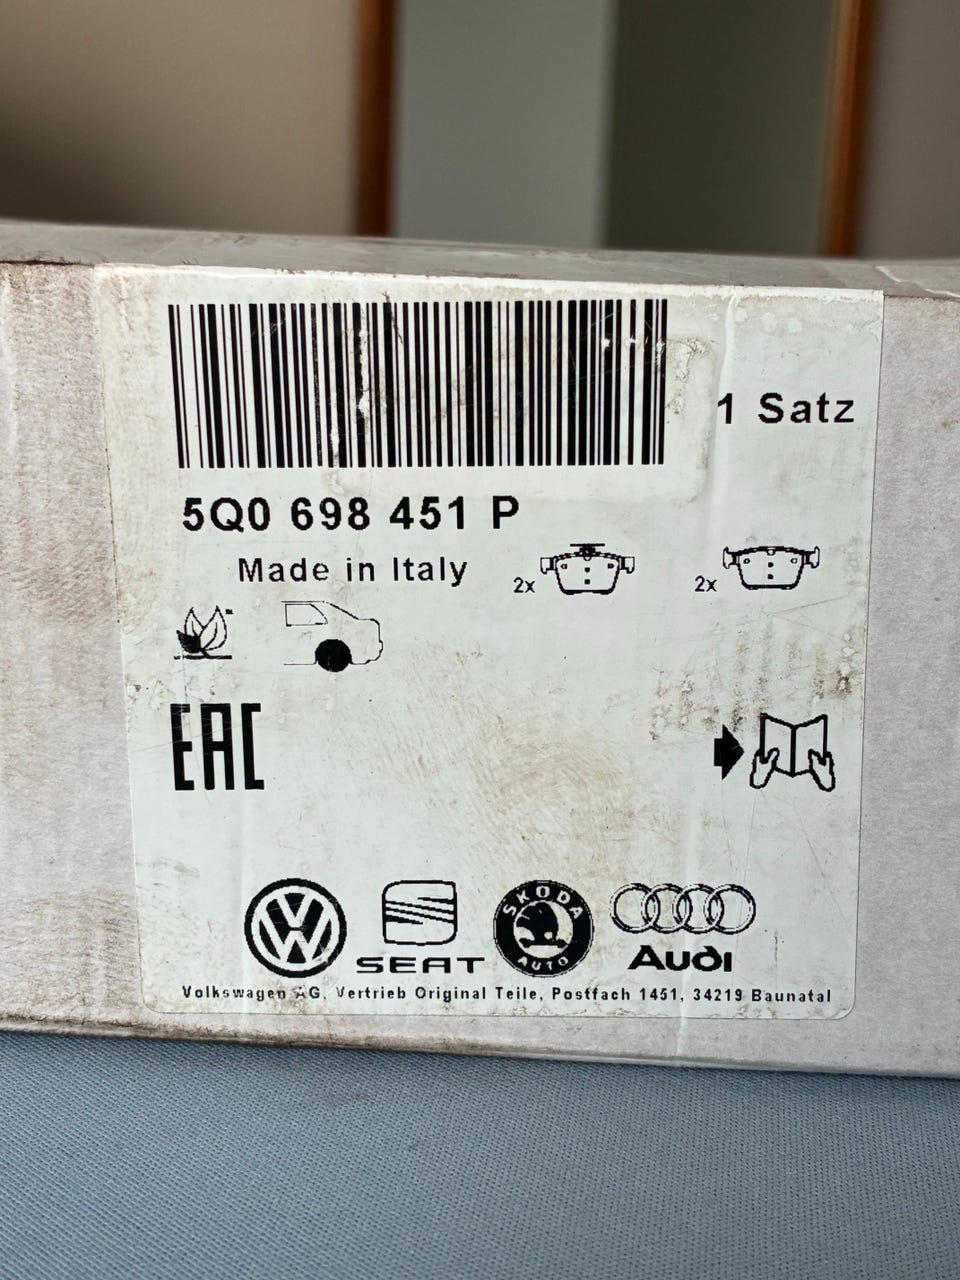 1 Satz
5Q0 698 451 P
Made in Italy
2x
2x
EAC
SEAT
ŠKODA
AUTO
Audi
Volkswagen AG, Vertrieb Original Teile, Postfach 1451, 34219 Baunatal